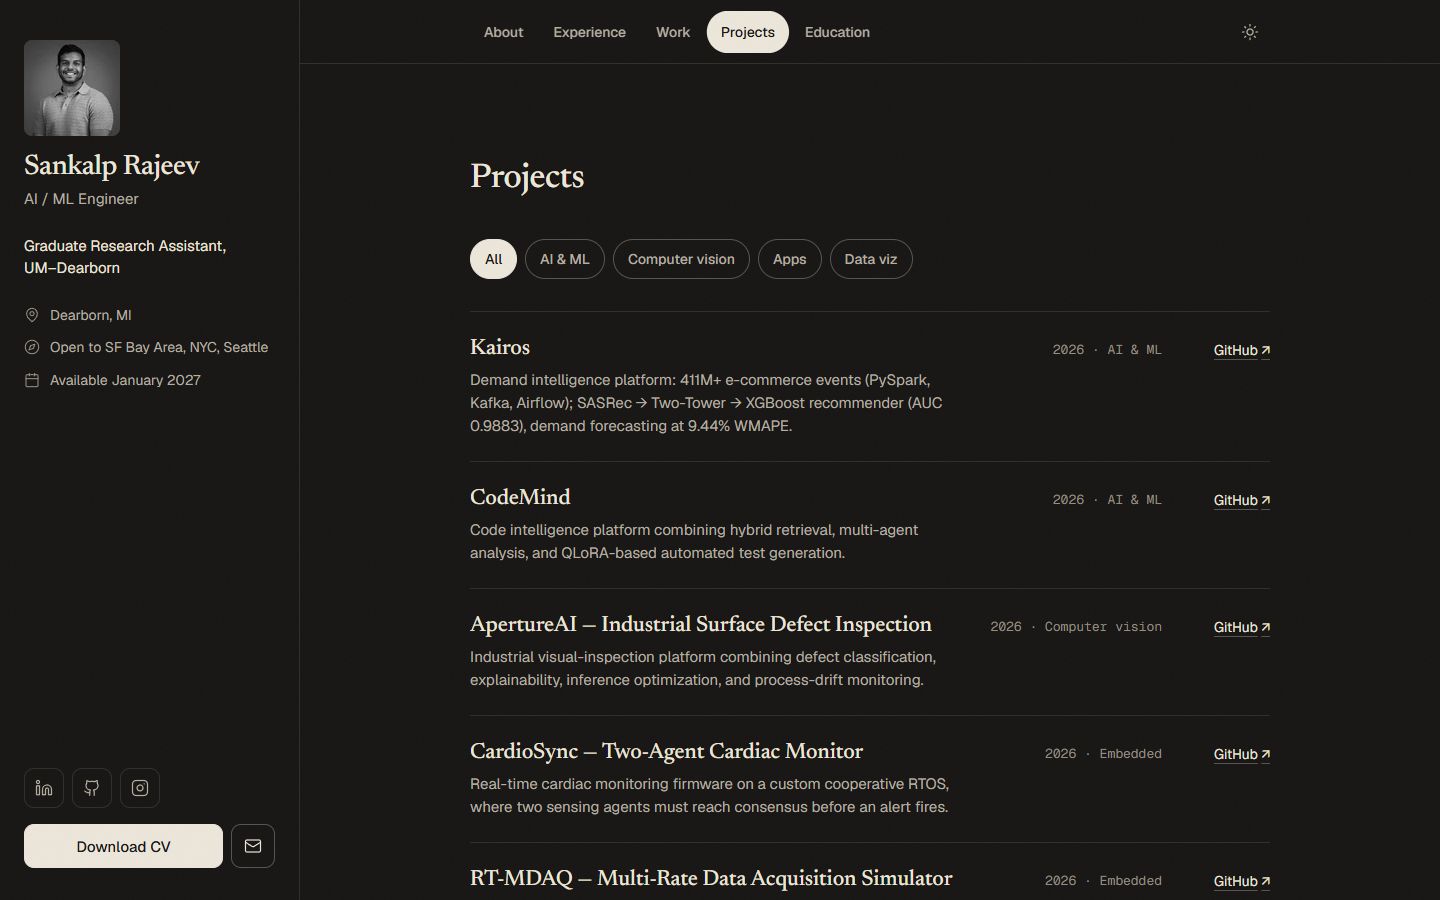 Sankalp Rajeev
AI / ML Engineer
Graduate Research Assistant,
UM–Dearborn
Dearborn, MI
Open to SF Bay Area, NYC, Seattle
Available January 2027
Download CV
About Experience Work Projects Education
Projects
All AI & ML Computer vision Apps Data viz
Kairos 2026 · AI & ML GitHub ↗
Demand intelligence platform: 411M+ e-commerce events (PySpark,
Kafka, Airflow); SASRec → Two-Tower → XGBoost recommender (AUC
0.9883), demand forecasting at 9.44% WMAPE.
CodeMind 2026 · AI & ML GitHub ↗
Code intelligence platform combining hybrid retrieval, multi-agent
analysis, and QLoRA-based automated test generation.
ApertureAI – Industrial Surface Defect Inspection 2026 · Computer vision GitHub ↗
Industrial visual-inspection platform combining defect classification,
explainability, inference optimization, and process-drift monitoring.
CardioSync – Two-Agent Cardiac Monitor 2026 · Embedded GitHub ↗
Real-time cardiac monitoring firmware on a custom cooperative RTOS,
where two sensing agents must reach consensus before an alert fires.
RT-MDAQ – Multi-Rate Data Acquisition Simulator 2026 · Embedded GitHub ↗